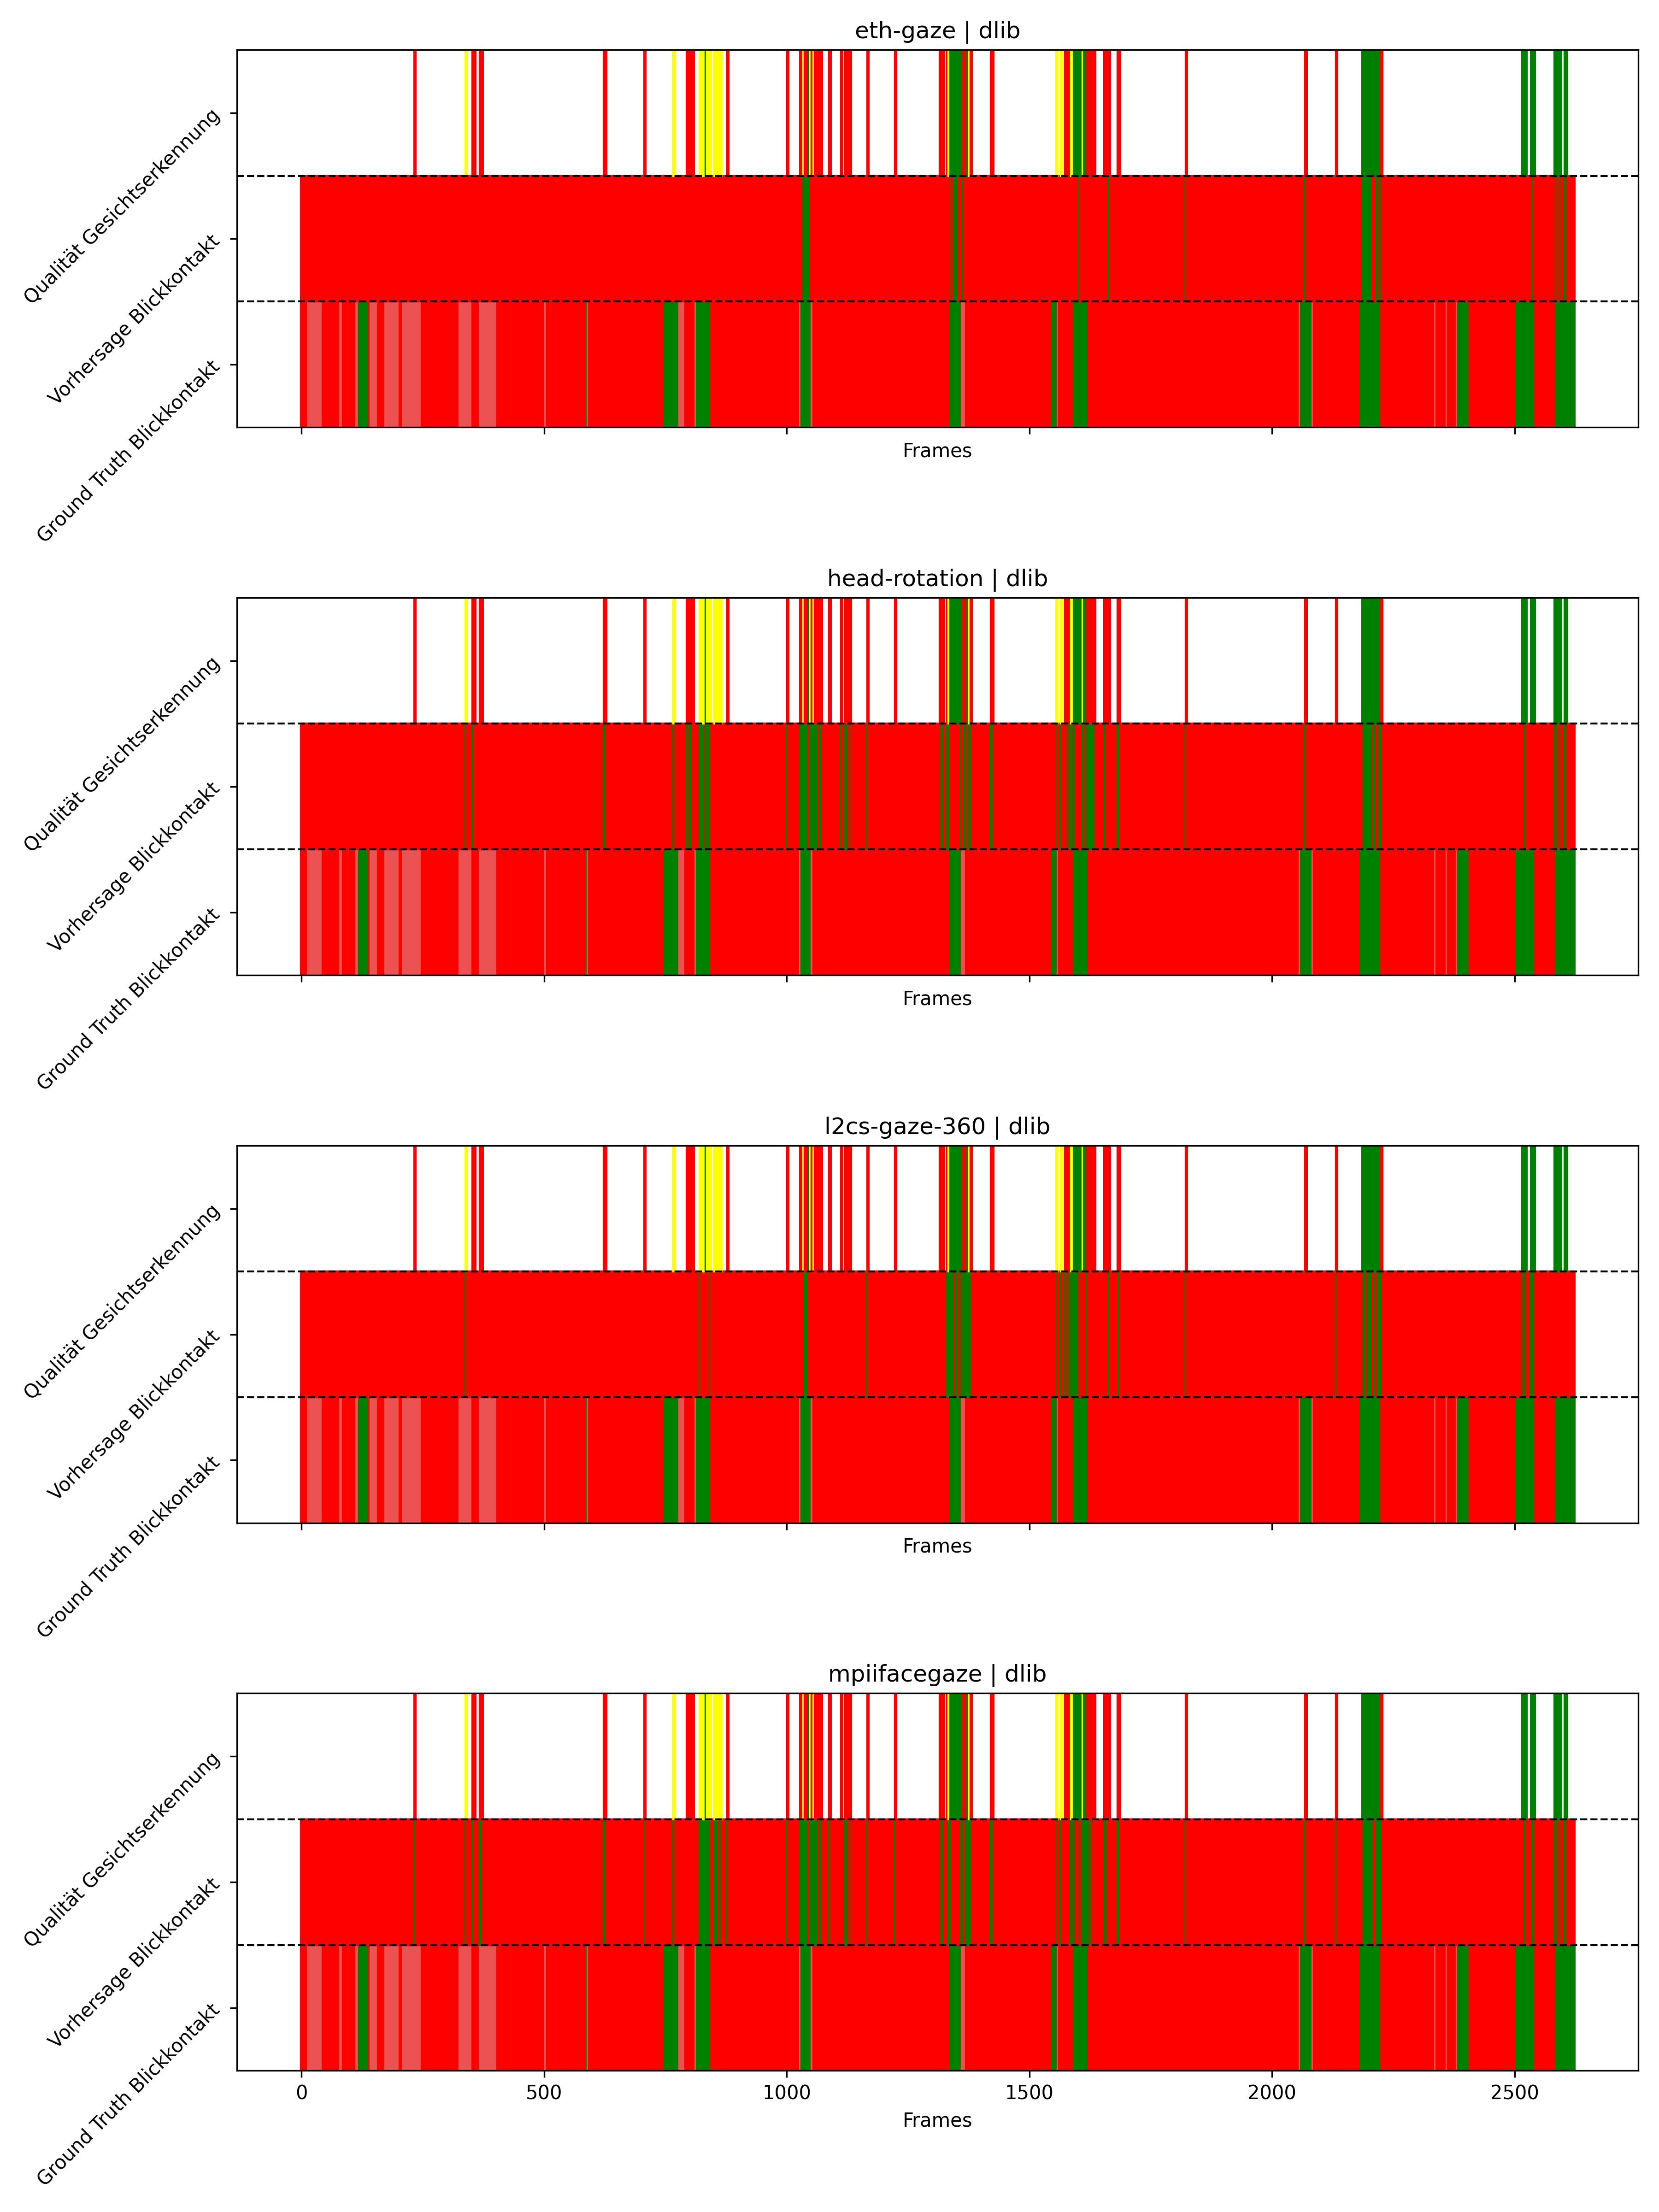 eth-gaze | dlib
Qualität Gesichtserkennung
Vorhersage Blickkontakt
Ground Truth Blickkontakt
Frames
head-rotation | dlib
Qualität Gesichtserkennung
Vorhersage Blickkontakt
Ground Truth Blickkontakt
Frames
l2cs-gaze-360 | dlib
Qualität Gesichtserkennung
Vorhersage Blickkontakt
Ground Truth Blickkontakt
Frames
mpiifacegaze | dlib
Qualität Gesichtserkennung
Vorhersage Blickkontakt
Ground Truth Blickkontakt
0 500 1000 1500 2000 2500
Frames